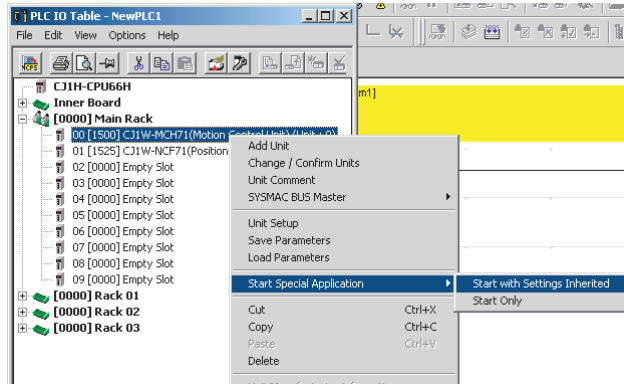 PLC IO Table - NewPLC1
File Edit View Options Help
CJ1H-CPU66H
Inner Board
[0000] Main Rack
00 [1500] CJ1W-MCH71(Motion Control Unit) (Unit : 0)
01 [1525] CJ1W-NCF71(Position
02 [0000] Empty Slot
03 [0000] Empty Slot
04 [0000] Empty Slot
05 [0000] Empty Slot
06 [0000] Empty Slot
07 [0000] Empty Slot
08 [0000] Empty Slot
09 [0000] Empty Slot
[0000] Rack 01
[0000] Rack 02
[0000] Rack 03
m1]
Add Unit
Change / Confirm Units
Unit Comment
SYSMAC BUS Master
Unit Setup
Save Parameters
Load Parameters
Start Special Application
Cut Ctrl+X
Copy Ctrl+C
Paste Ctrl+V
Delete
Start with Settings Inherited
Start Only